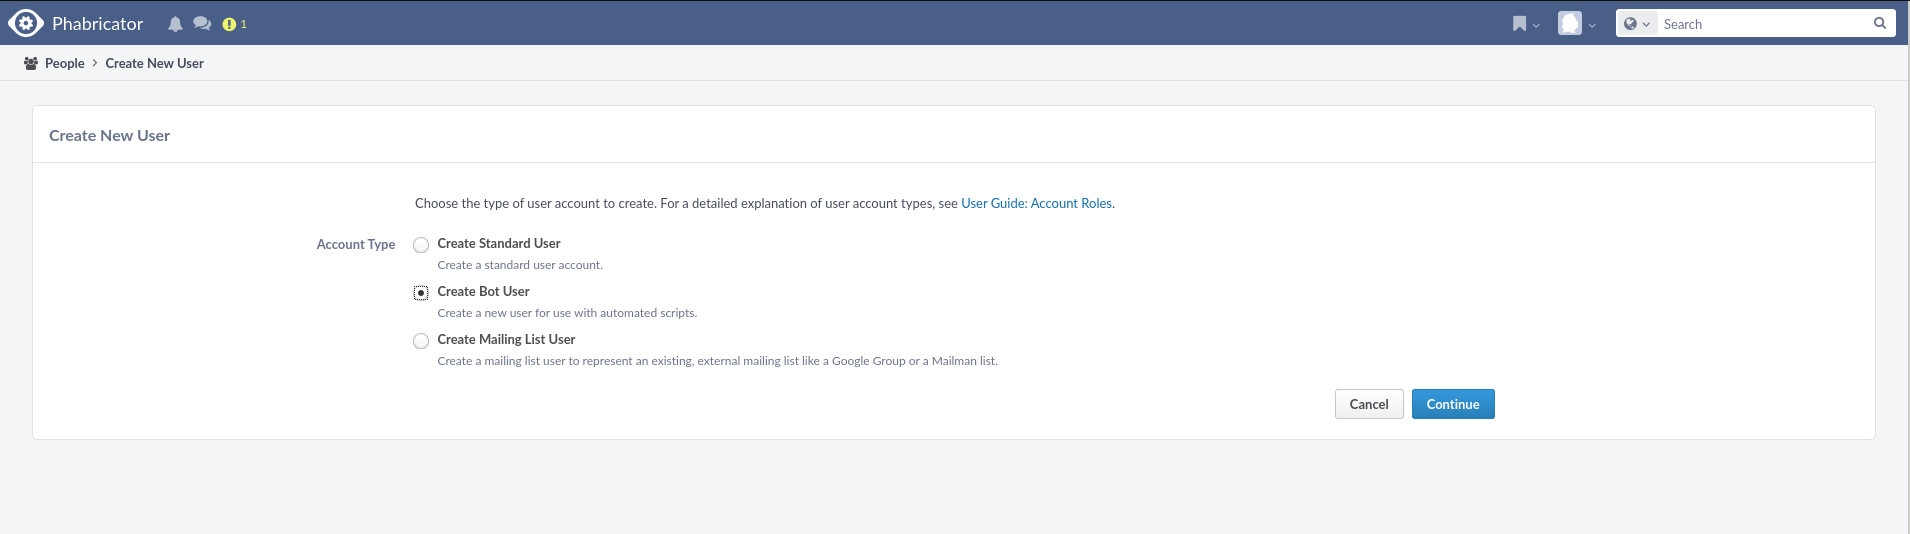 Phabricator 1 Search
People > Create New User
Create New User
Choose the type of user account to create. For a detailed explanation of user account types, see User Guide: Account Roles.
Account Type Create Standard User
Create a standard user account.
Create Bot User
Create a new user for use with automated scripts.
Create Mailing List User
Create a mailing list user to represent an existing, external mailing list like a Google Group or a Mailman list.
Cancel Continue